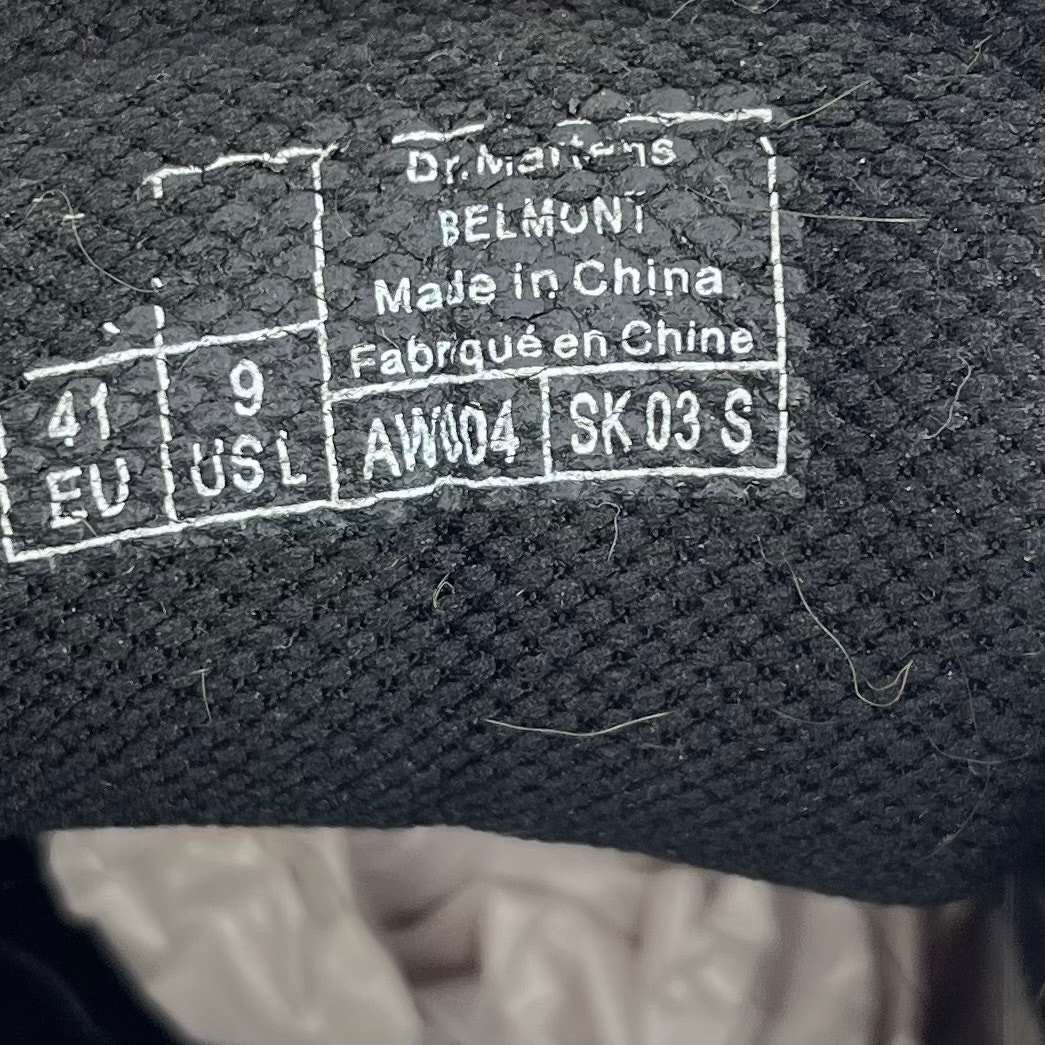 Dr. Martens
BELMONT
Made in China
Fabriqué en Chine
41 EU
9 US L
AW004
SK 03 S